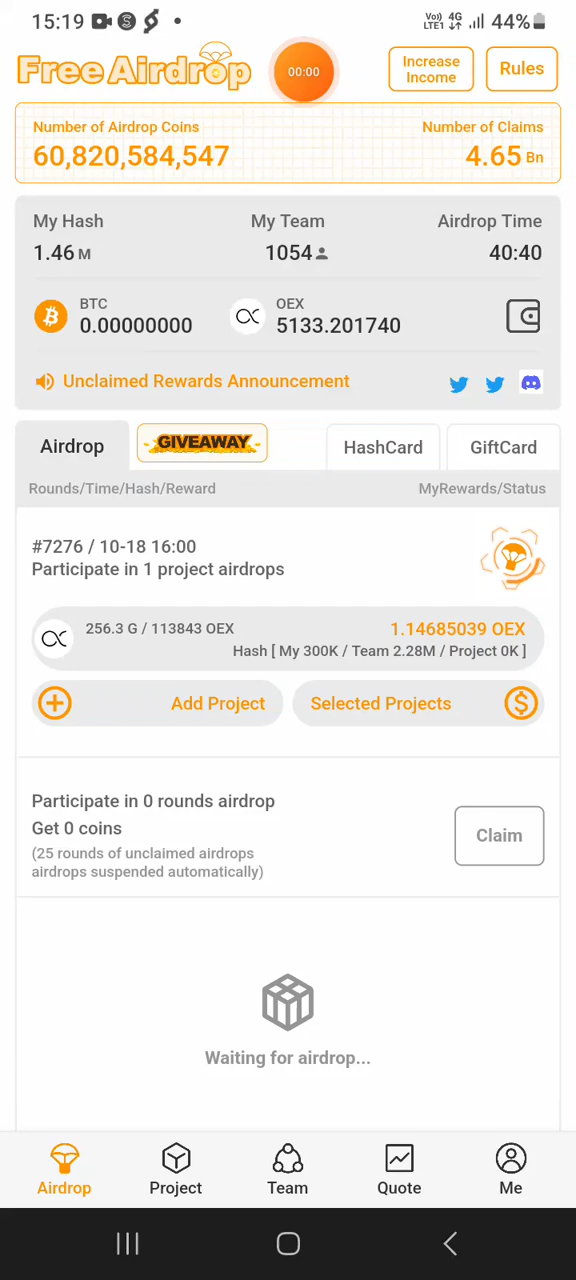 15:19
Vo) 4G
LTE1
44%
Free Airdrop
00:00
Increase
Income
Rules
Number of Airdrop Coins
Number of Claims
60,820,584,547
4.65 Bn
My Hash
My Team
Airdrop Time
1.46 M
1054
40:40
BTC
0.00000000
OEX
5133.201740
Unclaimed Rewards Announcement
Airdrop
GIVEAWAY
HashCard
GiftCard
Rounds/Time/Hash/Reward
MyRewards/Status
#7276 / 10-18 16:00
Participate in 1 project airdrops
256.3 G / 113843 OEX
1.14685039 OEX
Hash [ My 300K / Team 2.28M / Project 0K ]
Add Project
Selected Projects
Participate in 0 rounds airdrop
Get 0 coins
(25 rounds of unclaimed airdrops
airdrops suspended automatically)
Claim
Waiting for airdrop...
Airdrop
Project
Team
Quote
Me